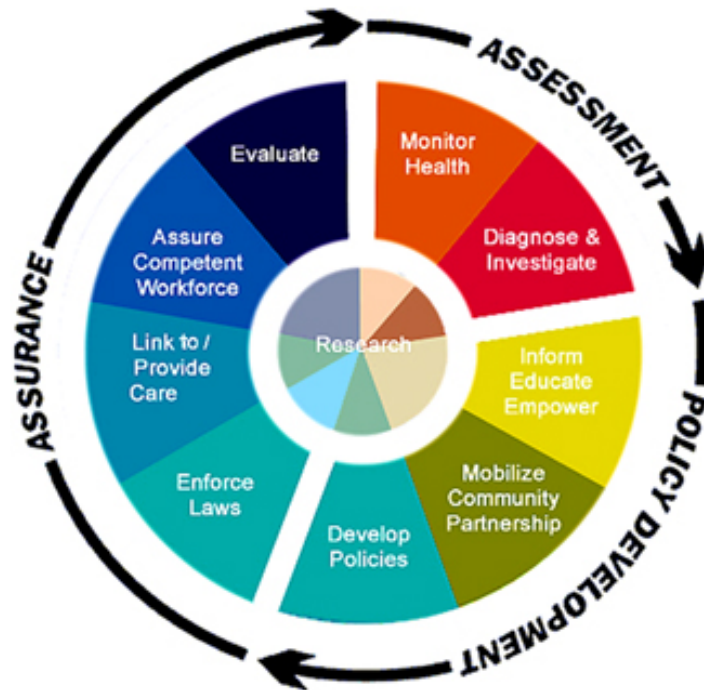 ASSESSMENT
POLICY DEVELOPMENT
ASSURANCE
Monitor
Health
Diagnose &
Investigate
Inform
Educate
Empower
Mobilize
Community
Partnership
Develop
Policies
Enforce
Laws
Link to /
Provide
Care
Assure
Competent
Workforce
Evaluate
Research